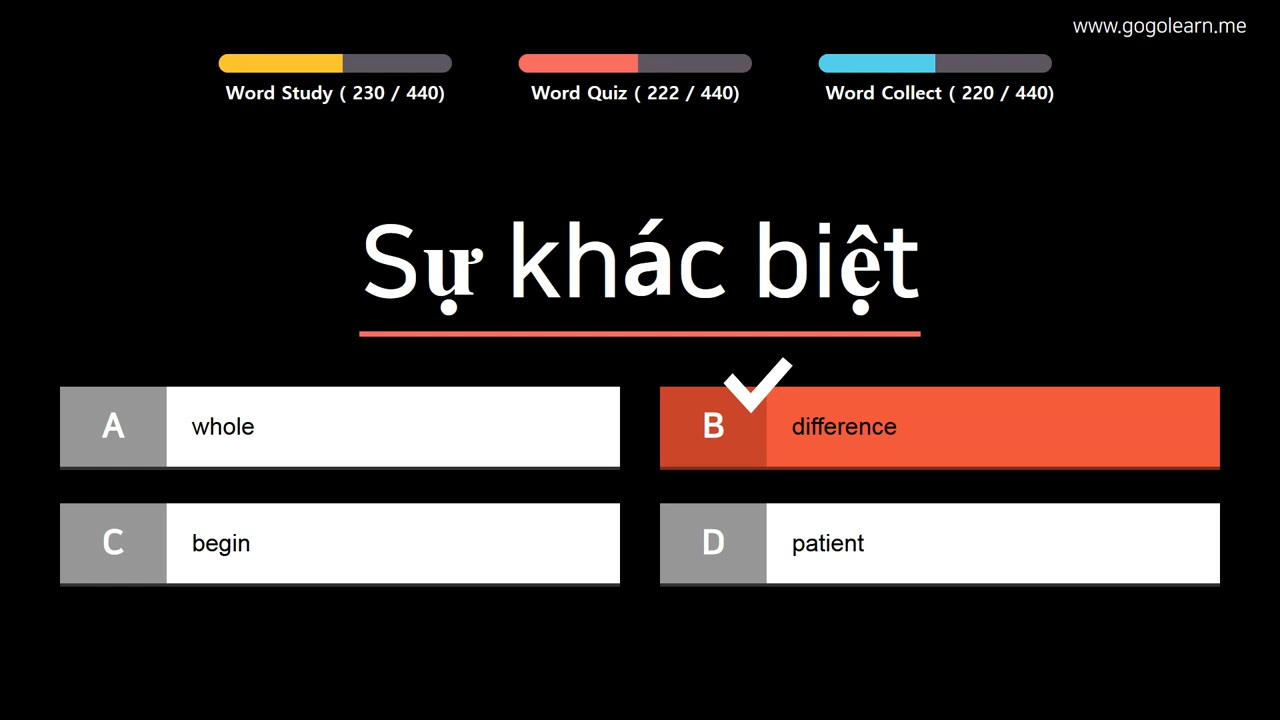 www.gogolearn.me
Word Study ( 230 / 440)
Word Quiz ( 222 / 440)
Word Collect ( 220 / 440)
Sự khác biệt
A whole
B difference
C begin
D patient